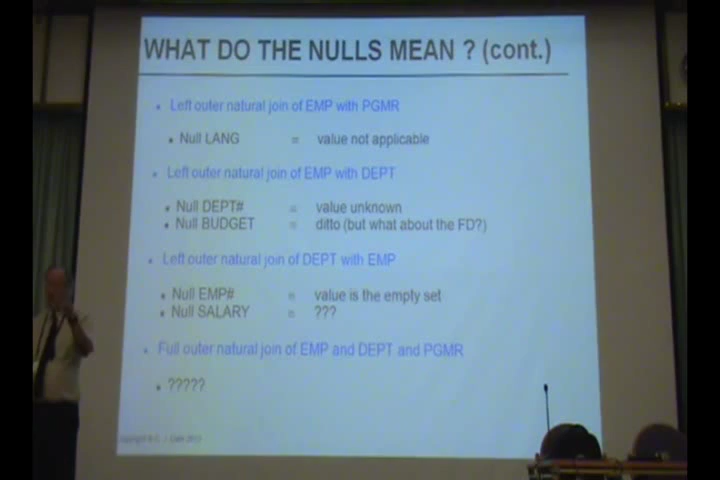 WHAT DO THE NULLS MEAN ? (cont.)
• Left outer natural join of EMP with PGMR
• Null LANG = value not applicable
• Left outer natural join of EMP with DEPT
• Null DEPT# = value unknown
• Null BUDGET = ditto (but what about the FD?)
• Left outer natural join of DEPT with EMP
• Null EMP# = value is the empty set
• Null SALARY = ???
• Full outer natural join of EMP and DEPT and PGMR
• ?????
Copyright C. J. Date